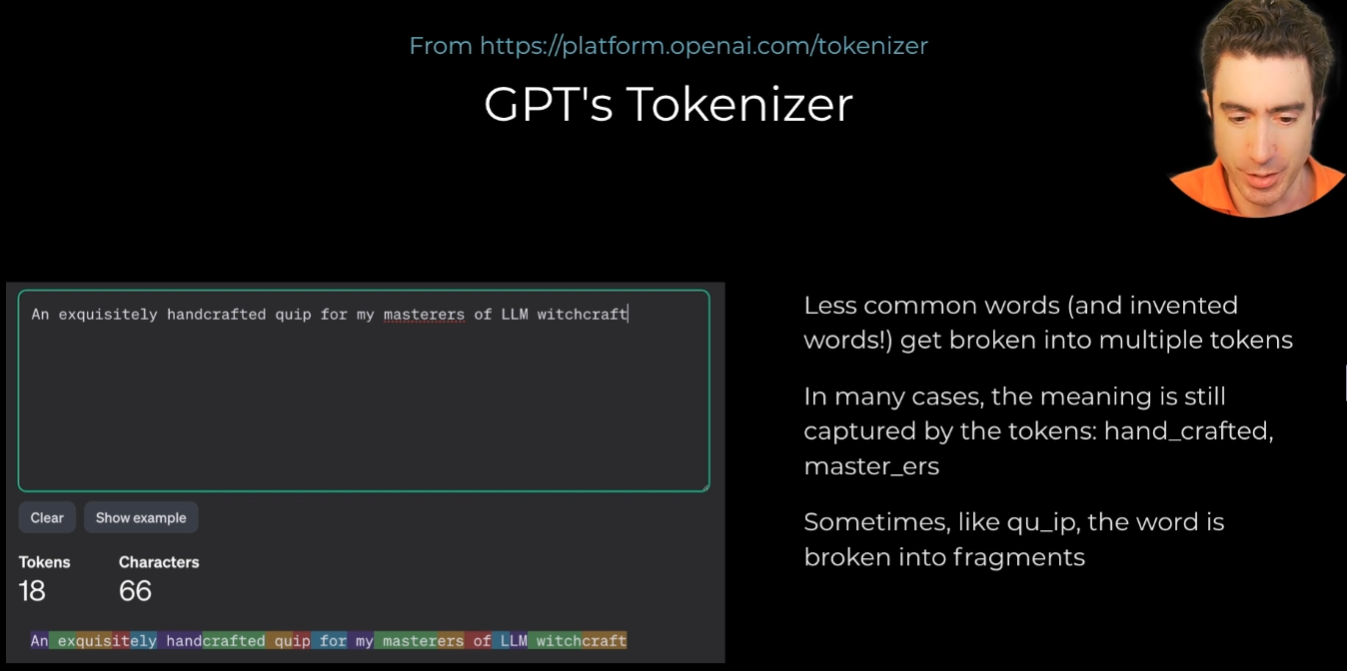 From https://platform.openai.com/tokenizer
GPT's Tokenizer
An exquisitely handcrafted quip for my masterers of LLM witchcraft
Clear
Show example
Tokens
Characters
18
66
An exquisitely handcrafted quip for my masterers of LLM witchcraft
Less common words (and invented
words!) get broken into multiple tokens
In many cases, the meaning is still
captured by the tokens: hand_crafted,
master_ers
Sometimes, like qu_ip, the word is
broken into fragments